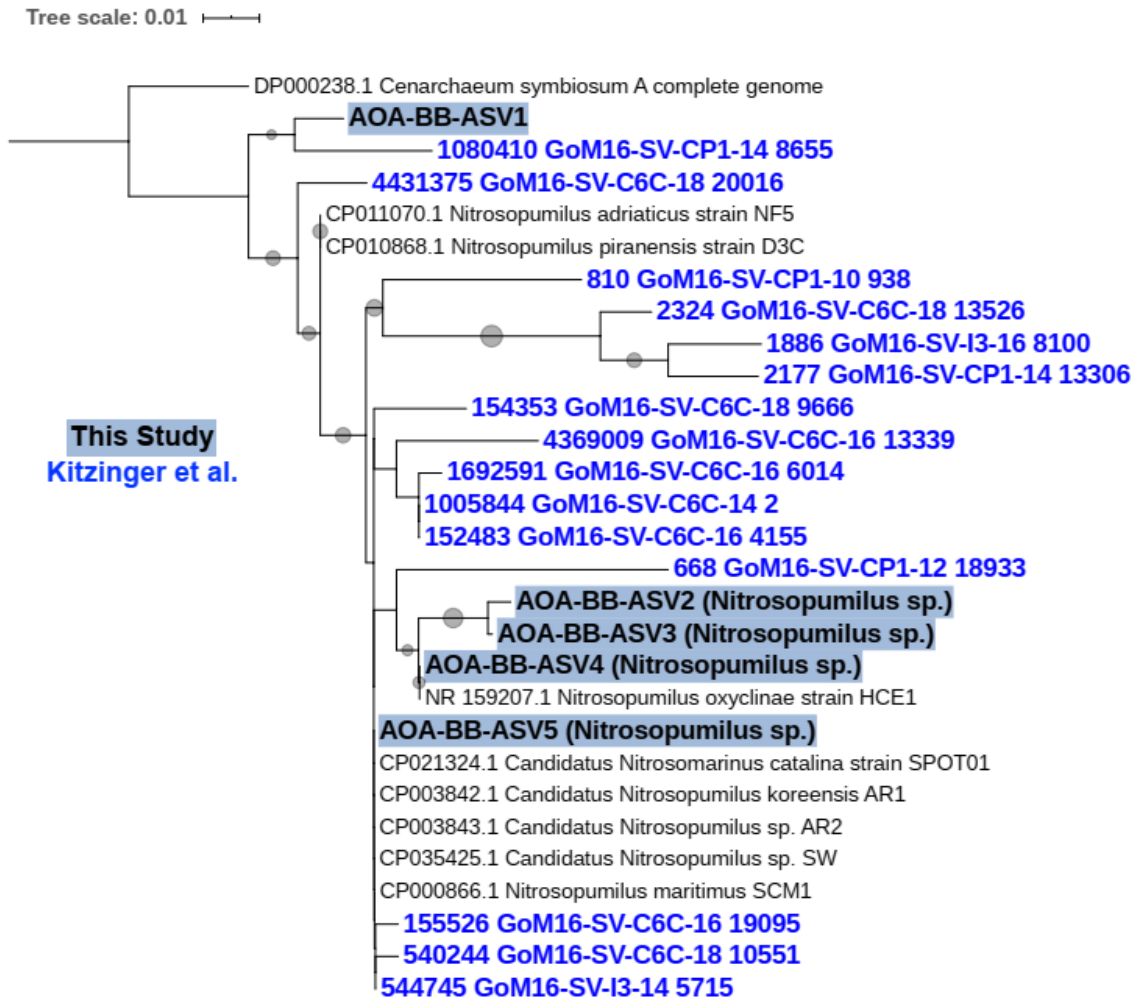 Tree scale: 0.01
DP000238.1 Cenarchaeum symbiosum A complete genome
AOA-BB-ASV1
1080410 GoM16-SV-CP1-14 8655
4431375 GoM16-SV-C6C-18 20016
CP011070.1 Nitrosopumilus adriaticus strain NF5
CP010868.1 Nitrosopumilus piranensis strain D3C
810 GoM16-SV-CP1-10 938
2324 GoM16-SV-C6C-18 13526
1886 GoM16-SV-I3-16 8100
2177 GoM16-SV-CP1-14 13306
154353 GoM16-SV-C6C-18 9666
This Study
4369009 GoM16-SV-C6C-16 13339
Kitzinger et al.
1692591 GoM16-SV-C6C-16 6014
1005844 GoM16-SV-C6C-14 2
152483 GoM16-SV-C6C-16 4155
668 GoM16-SV-CP1-12 18933
AOA-BB-ASV2 (Nitrosopumilus sp.)
AOA-BB-ASV3 (Nitrosopumilus sp.)
AOA-BB-ASV4 (Nitrosopumilus sp.)
NR 159207.1 Nitrosopumilus oxyclinae strain HCE1
AOA-BB-ASV5 (Nitrosopumilus sp.)
CP021324.1 Candidatus Nitrosomarinus catalina strain SPOT01
CP003842.1 Candidatus Nitrosopumilus koreensis AR1
CP003843.1 Candidatus Nitrosopumilus sp. AR2
CP035425.1 Candidatus Nitrosopumilus sp. SW
CP000866.1 Nitrosopumilus maritimus SCM1
155526 GoM16-SV-C6C-16 19095
540244 GoM16-SV-C6C-18 10551
544745 GoM16-SV-I3-14 5715